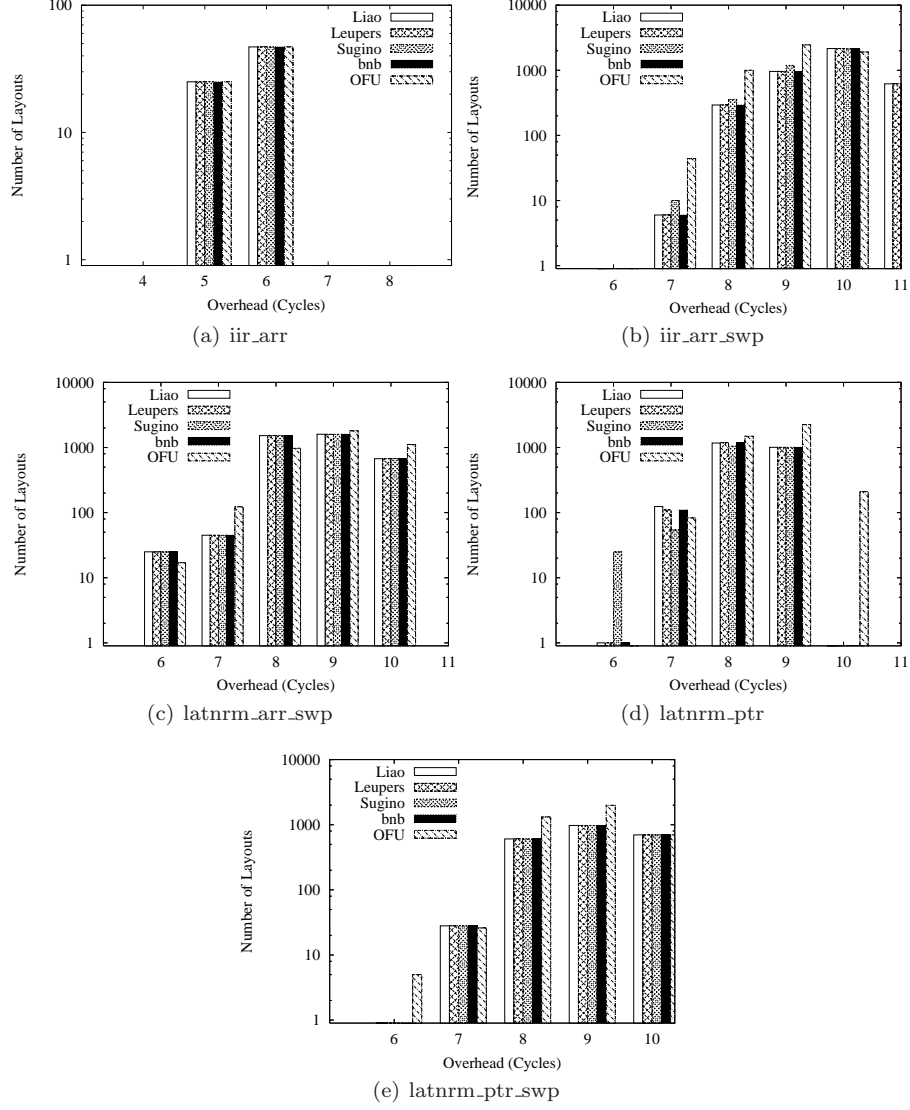 100
10
1
4 5 6 7 8
Number of Layouts
Overhead (Cycles)
Liao
Leupers
Sugino
bnb
OFU
(a) iir_arr
10000
1000
100
10
1
6 7 8 9 10 11
Number of Layouts
Overhead (Cycles)
Liao
Leupers
Sugino
bnb
OFU
(b) iir_arr_swp
10000
1000
100
10
1
6 7 8 9 10 11
Number of Layouts
Overhead (Cycles)
Liao
Leupers
Sugino
bnb
OFU
(c) latnrm_arr_swp
10000
1000
100
10
1
6 7 8 9 10 11
Number of Layouts
Overhead (Cycles)
Liao
Leupers
Sugino
bnb
OFU
(d) latnrm_ptr
10000
1000
100
10
1
6 7 8 9 10
Number of Layouts
Overhead (Cycles)
Liao
Leupers
Sugino
bnb
OFU
(e) latnrm_ptr_swp